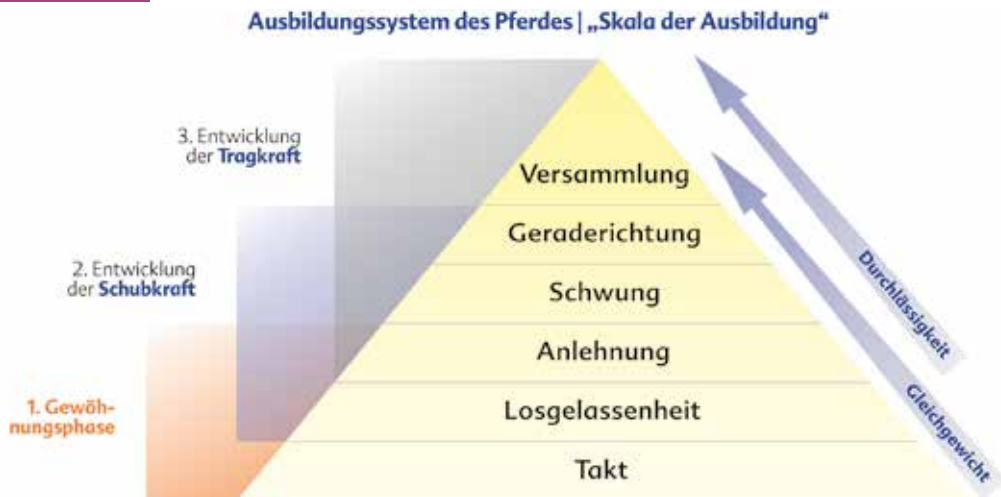 Ausbildungssystem des Pferdes | „Skala der Ausbildung“
3. Entwicklung
der Tragkraft
2. Entwicklung
der Schubkraft
1. Gewöh-
nungsphase
Versammlung
Geraderichtung
Schwung
Anlehnung
Losgelassenheit
Takt
Durchlässigkeit
Gleichgewicht